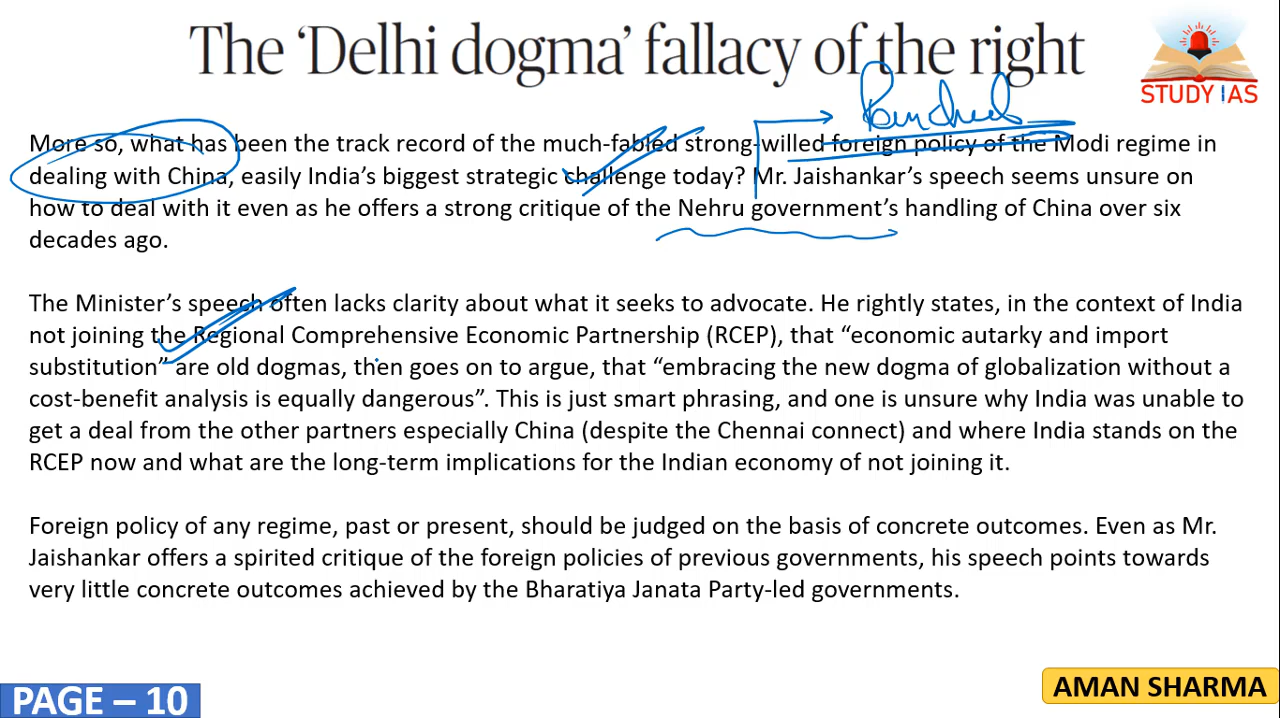 The ‘Delhi dogma’ fallacy of the right
STUDY IAS
More so, what has been the track record of the much-fabled strong-willed foreign policy of the Modi regime in
dealing with China, easily India’s biggest strategic challenge today? Mr. Jaishankar’s speech seems unsure on
how to deal with it even as he offers a strong critique of the Nehru government’s handling of China over six
decades ago.
The Minister’s speech often lacks clarity about what it seeks to advocate. He rightly states, in the context of India
not joining the Regional Comprehensive Economic Partnership (RCEP), that “economic autarky and import
substitution” are old dogmas, then goes on to argue, that “embracing the new dogma of globalization without a
cost-benefit analysis is equally dangerous”. This is just smart phrasing, and one is unsure why India was unable to
get a deal from the other partners especially China (despite the Chennai connect) and where India stands on the
RCEP now and what are the long-term implications for the Indian economy of not joining it.
Foreign policy of any regime, past or present, should be judged on the basis of concrete outcomes. Even as Mr.
Jaishankar offers a spirited critique of the foreign policies of previous governments, his speech points towards
very little concrete outcomes achieved by the Bharatiya Janata Party-led governments.
PAGE – 10
AMAN SHARMA